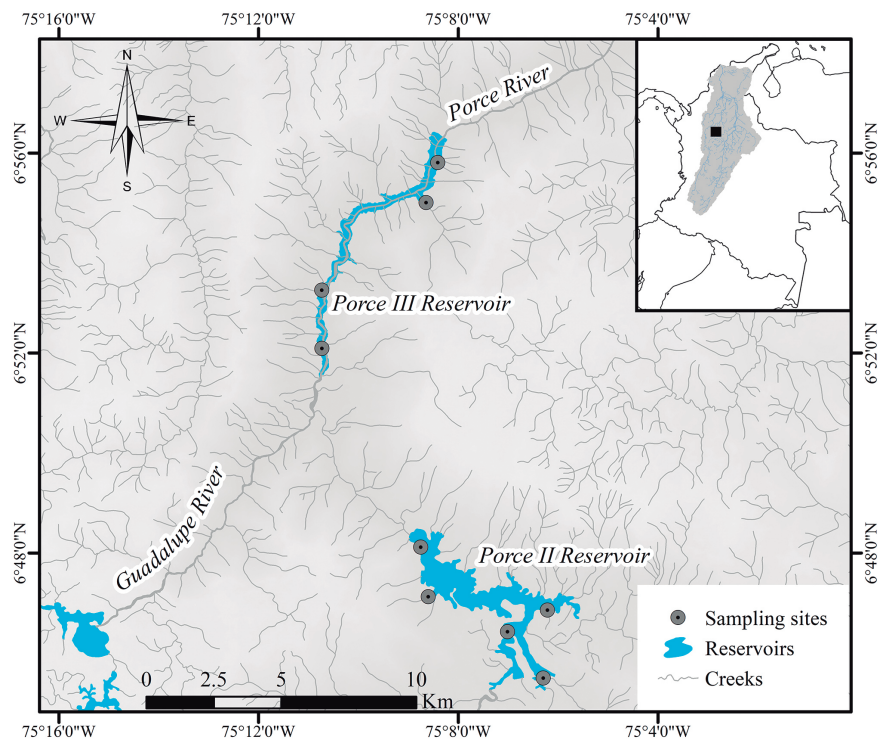 75°16'0"W 75°12'0"W 75°8'0"W 75°4'0"W
N
W E
S
Porce River
6°56'0"N 6°56'0"N
Porce III Reservoir
6°52'0"N 6°52'0"N
Guadalupe River
6°48'0"N 6°48'0"N
Porce II Reservoir
Sampling sites
Reservoirs
Creeks
0 2.5 5 10
Km
75°16'0"W 75°12'0"W 75°8'0"W 75°4'0"W